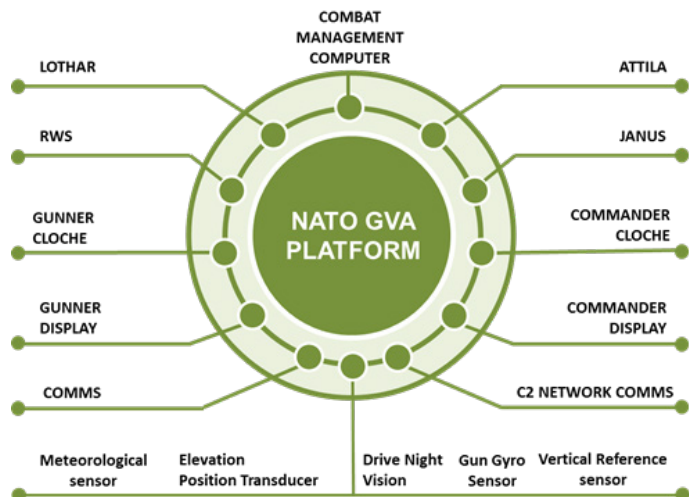 COMBAT
MANAGEMENT
COMPUTER
LOTHAR
ATTILA
RWS
JANUS
GUNNER
CLOCHE
NATO GVA
PLATFORM
COMMANDER
CLOCHE
GUNNER
DISPLAY
COMMANDER
DISPLAY
COMMS
C2 NETWORK COMMS
Meteorological
sensor
Elevation
Position Transducer
Drive Night
Vision
Gun Gyro
Sensor
Vertical Reference
sensor